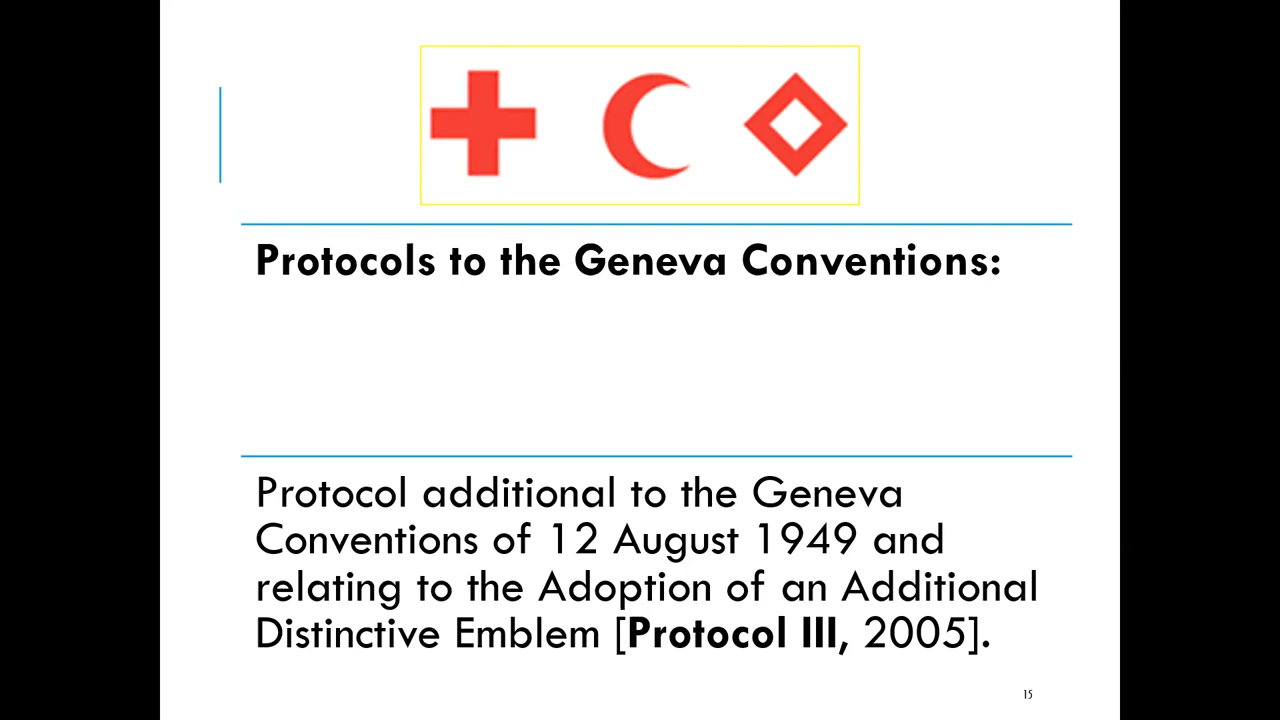 Protocols to the Geneva Conventions:
Protocol additional to the Geneva
Conventions of 12 August 1949 and
relating to the Adoption of an Additional
Distinctive Emblem [Protocol III, 2005].
15